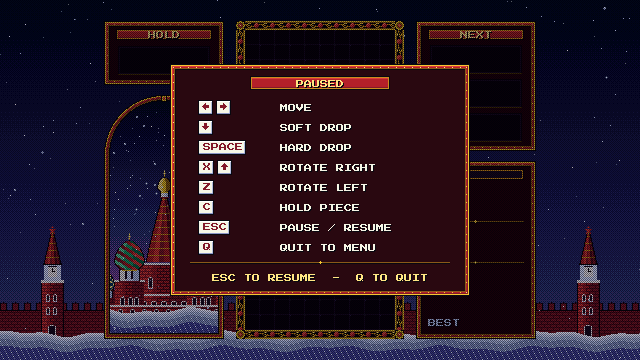 HOLD
NEXT
PAUSED
← → MOVE
↓ SOFT DROP
SPACE HARD DROP
X ↑ ROTATE RIGHT
Z ROTATE LEFT
C HOLD PIECE
ESC PAUSE / RESUME
Q QUIT TO MENU
ESC TO RESUME - Q TO QUIT
BEST